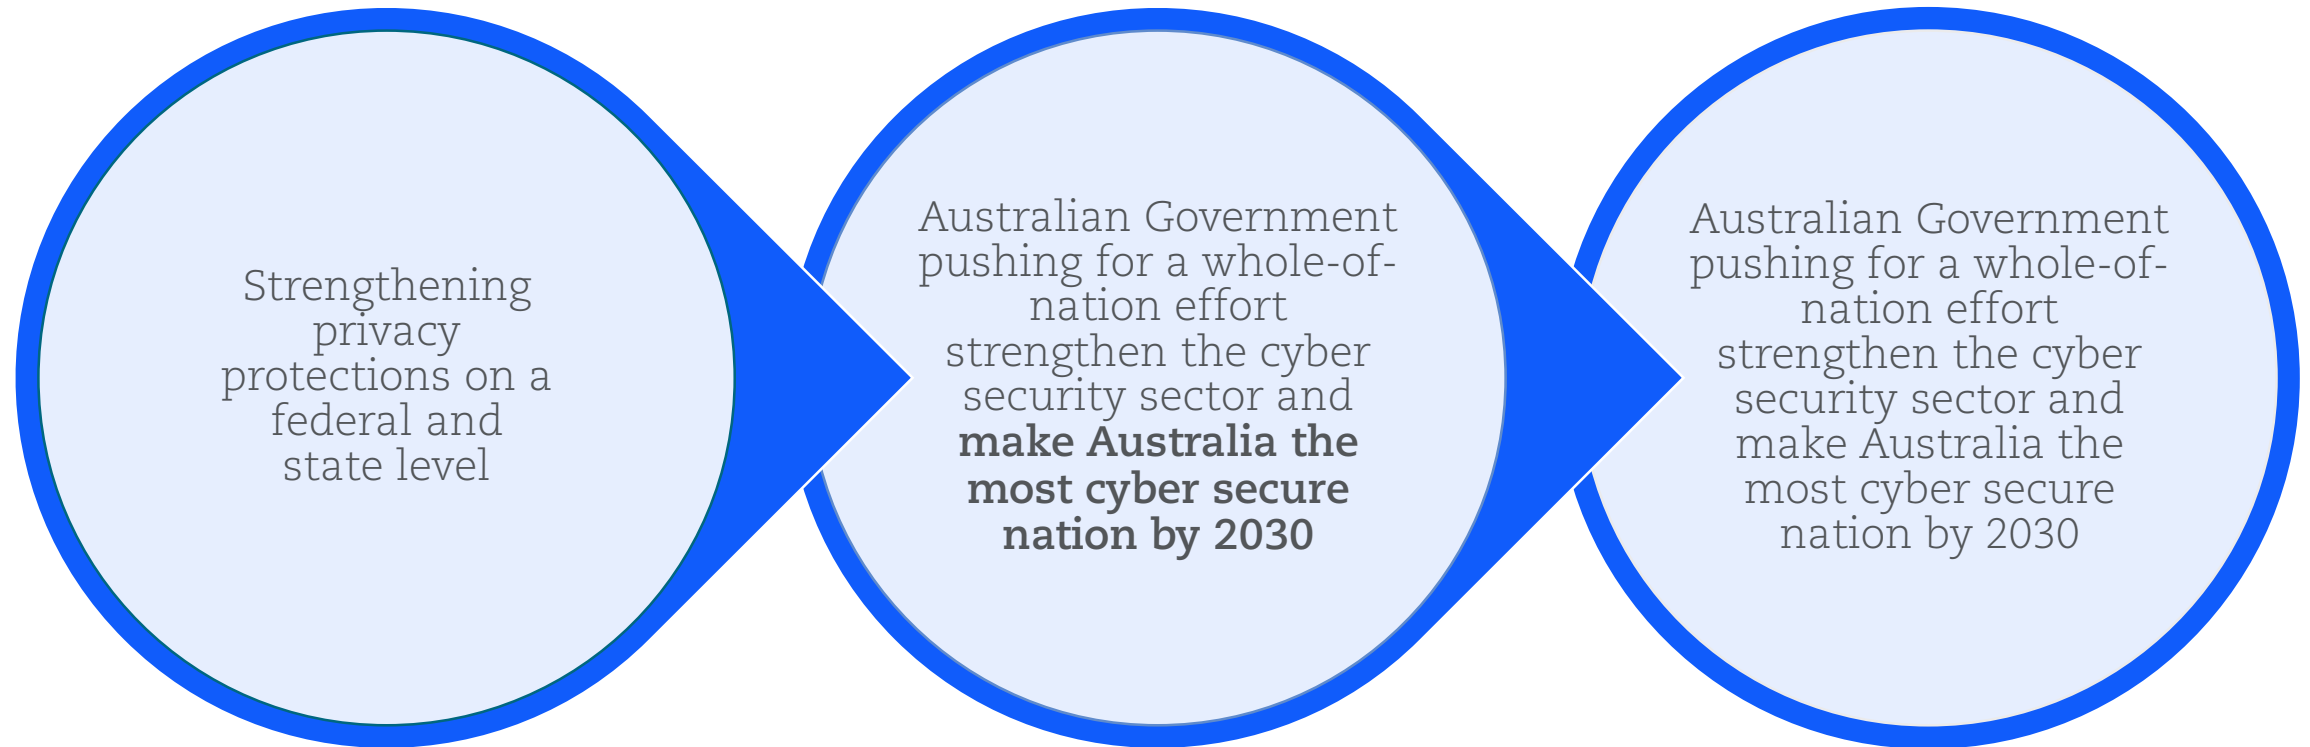 Strengthening
privacy
protections on a
federal and
state level
Australian Government
pushing for a whole-of-
nation effort
strengthen the cyber
security sector and
make Australia the
most cyber secure
nation by 2030
Australian Government
pushing for a whole-of-
nation effort
strengthen the cyber
security sector and
make Australia the
most cyber secure
nation by 2030